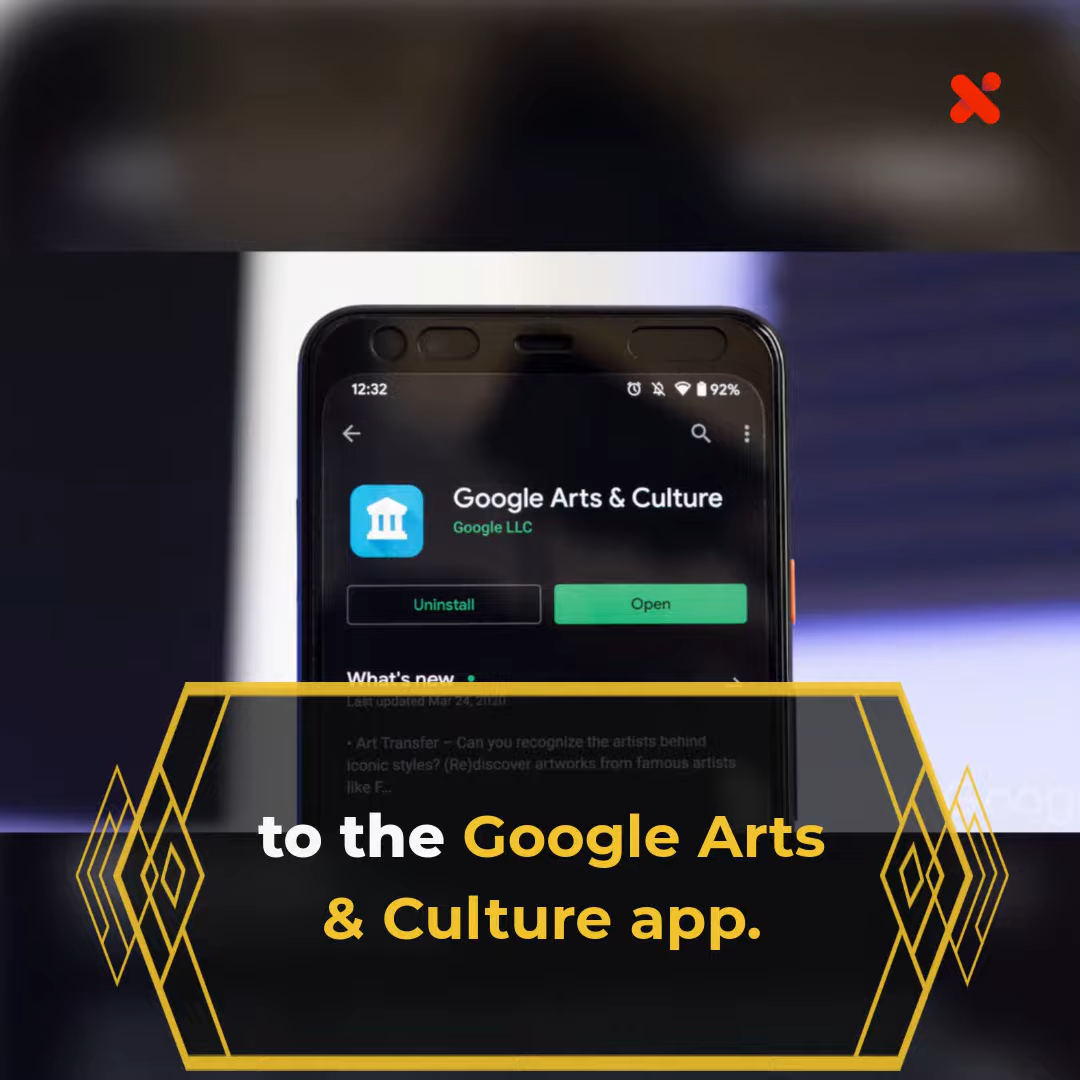 12:32
92%
Google Arts & Culture
Google LLC
Uninstall
Open
What's new
Last updated Mar 24, 2020
• Art Transfer – Can you recognize the artists behind
iconic styles? (Re)discover artworks from famous artists
like F...
to the Google Arts
& Culture app.